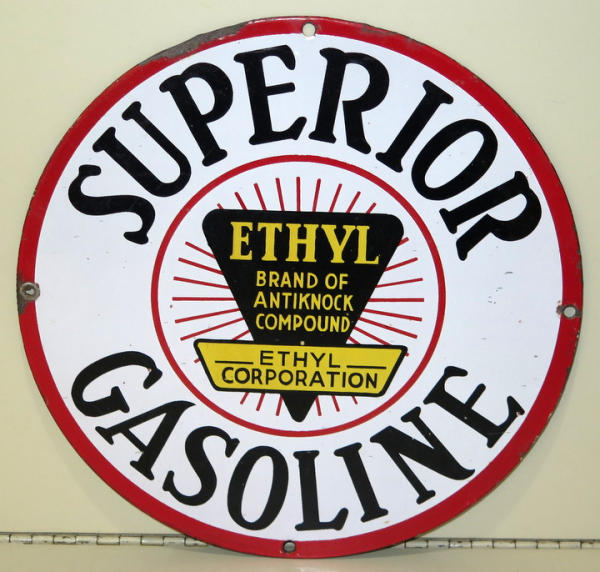 SUPERIOR
ETHYL
BRAND OF
ANTIKNOCK
COMPOUND
ETHYL
CORPORATION
GASOLINE